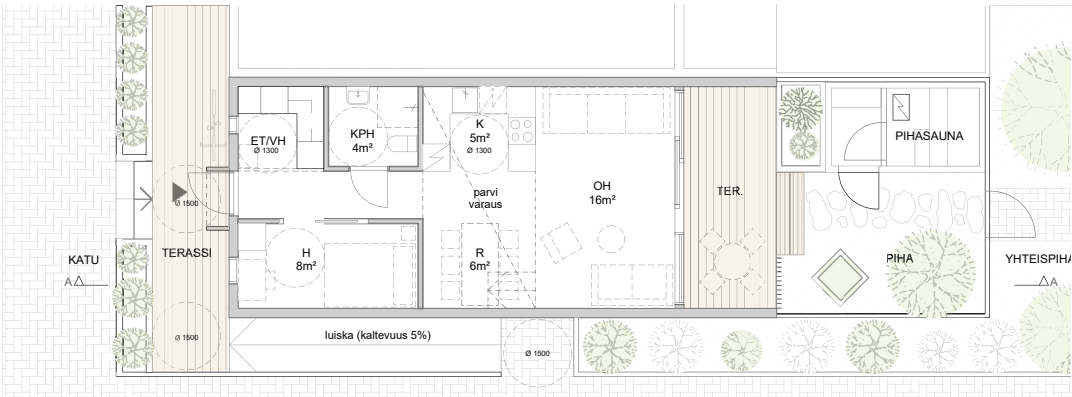 ET/VH
Ø 1300
KPH
4m²
K
5m²
Ø 1300
parvi
varaus
OH
16m²
TER.
PIHASAUNA
Ø 1500
KATU
A
TERASSI
H
8m²
R
6m²
PIHA
YHTEISPIHA
A
Ø 1500
luiska (kaltevuus 5%)
Ø 1500